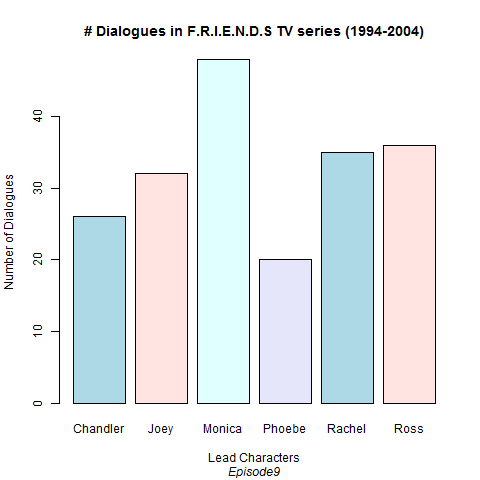 # Dialogues in F.R.I.E.N.D.S TV series (1994-2004)
Number of Dialogues
40
30
20
10
0
Chandler Joey Monica Phoebe Rachel Ross
Lead Characters
Episode9